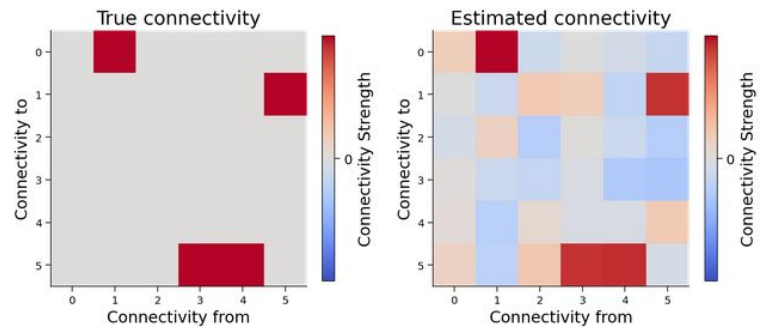 True connectivity
Connectivity to
0
1
2
3
4
5
0 1 2 3 4 5
Connectivity from
0
Connectivity Strength
Estimated connectivity
Connectivity to
0
1
2
3
4
5
0 1 2 3 4 5
Connectivity from
0
Connectivity Strength